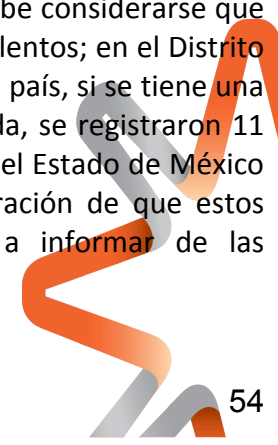 be considerarse que
lentos; en el Distrito
país, si se tiene una
da, se registraron 11
el Estado de México
ración de que estos
a informar de las
54